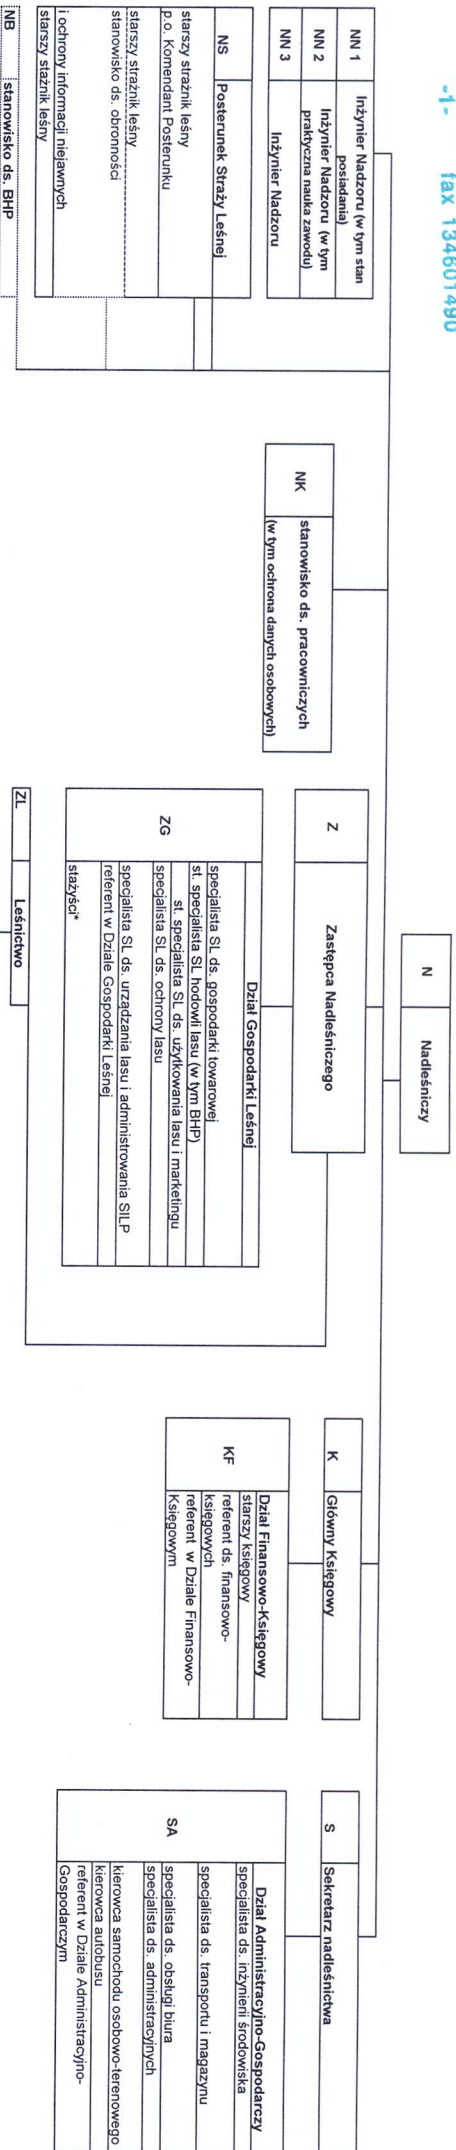 -1- fax 134601490
N Nadleśniczy
NN 1 Inżynier Nadzoru (w tym stan
posiadania)
NN 2 Inżynier Nadzoru (w tym
praktyczna nauka zawodu)
NN 3 Inżynier Nadzoru
NS Posterunek Straży Leśnej
starszy strażnik leśny
p.o. Komendant Posterunku
starszy strażnik leśny
stanowisko ds. obronności
i ochrony informacji niejawnych
starszy stażnik leśny
NB stanowisko ds. BHP
NK stanowisko ds. pracowniczych
(w tym ochrona danych osobowych)
Z Zastępca Nadleśniczego
ZG Dział Gospodarki Leśnej
specjalista SL ds. gospodarki towarowej
st. specjalista SL hodowli lasu (w tym BHP)
st. specjalista SL ds. użytkowania lasu i marketingu
specjalista SL ds. ochrony lasu
specjalista SL ds. urządzania lasu i administrowania SILP
referent w Dziale Gospodarki Leśnej
stażyści*
ZL Leśnictwo
K Główny Księgowy
KF Dział Finansowo-Księgowy
starszy księgowy
referent ds. finansowo-
księgowych
referent w Dziale Finansowo-
Księgowym
S Sekretarz nadleśnictwa
SA Dział Administracyjno-Gospodarczy
specjalista ds. inżynierii środowiska
specjalista ds. transportu i magazynu
specjalista ds. obsługi biura
specjalista ds. administracyjnych
kierowca samochodu osobowo-terenowego
kierowca autobusu
referent w Dziale Administracyjno-
Gospodarczym